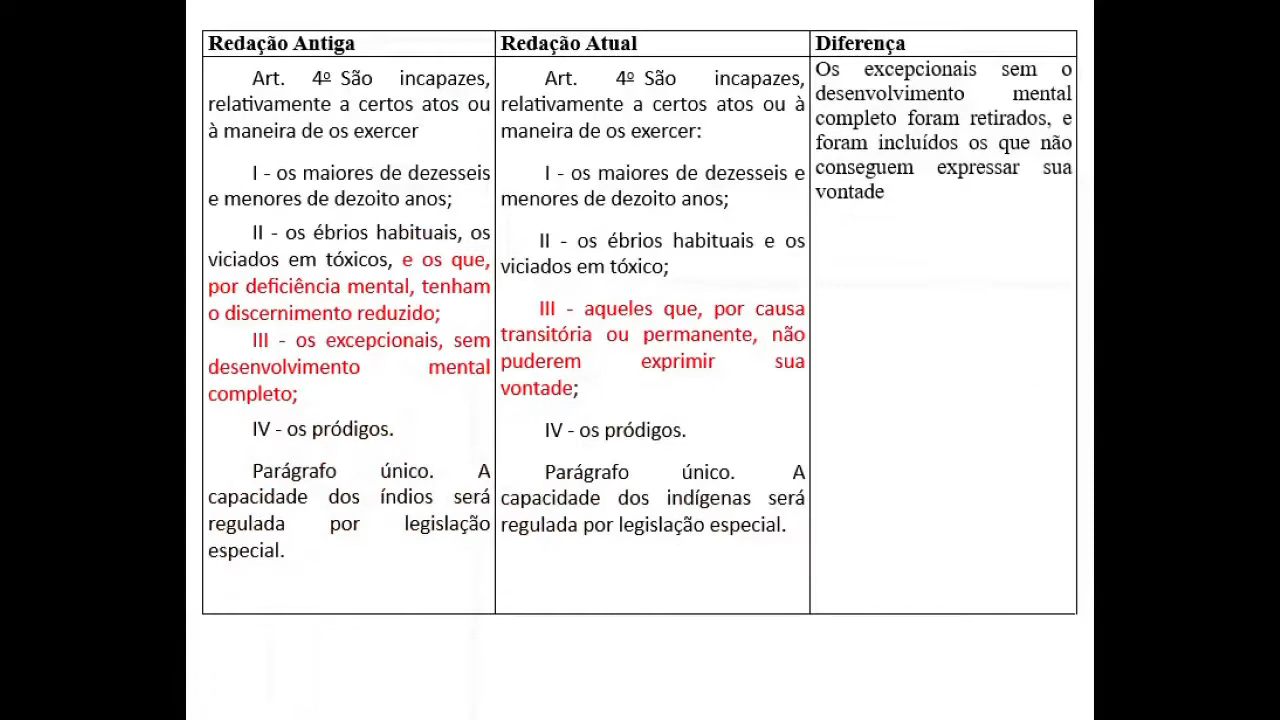 Redação Antiga
Art. 4º São incapazes,
relativamente a certos atos ou
à maneira de os exercer
I - os maiores de dezesseis
e menores de dezoito anos;
II - os ébrios habituais, os
viciados em tóxicos, e os que,
por deficiência mental, tenham
o discernimento reduzido;
III - os excepcionais, sem
desenvolvimento mental
completo;
IV - os pródigos.
Parágrafo único. A
capacidade dos índios será
regulada por legislação
especial.
Redação Atual
Art. 4º São incapazes,
relativamente a certos atos ou à
maneira de os exercer:
I - os maiores de dezesseis e
menores de dezoito anos;
II - os ébrios habituais e os
viciados em tóxico;
III - aqueles que, por causa
transitória ou permanente, não
puderem exprimir sua
vontade;
IV - os pródigos.
Parágrafo único. A
capacidade dos indígenas será
regulada por legislação especial.
Diferença
Os excepcionais sem o
desenvolvimento mental
completo foram retirados, e
foram incluídos os que não
conseguem expressar sua
vontade